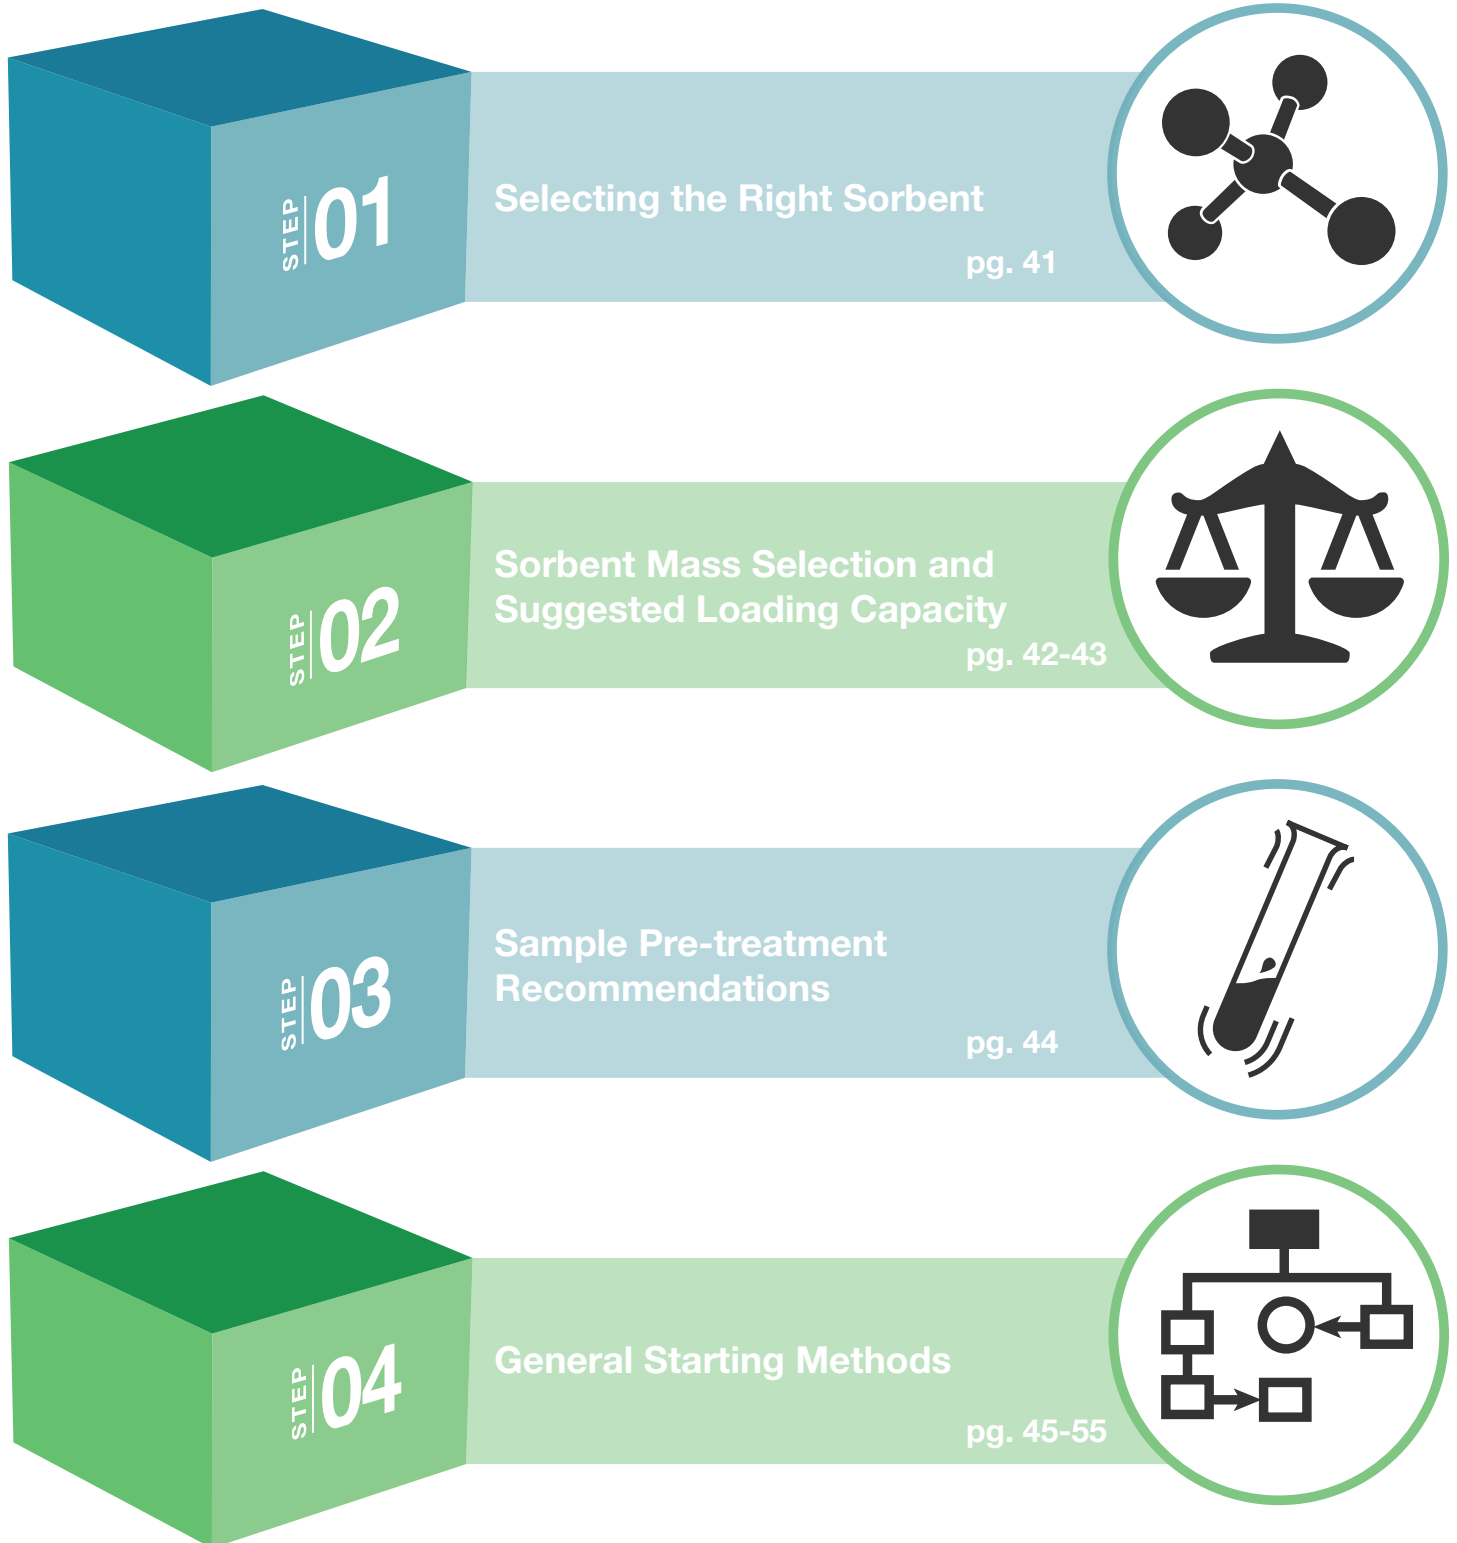 STEP 01
Selecting the Right Sorbent
pg. 41
STEP 02
Sorbent Mass Selection and
Suggested Loading Capacity
pg. 42-43
STEP 03
Sample Pre-treatment
Recommendations
pg. 44
STEP 04
General Starting Methods
pg. 45-55